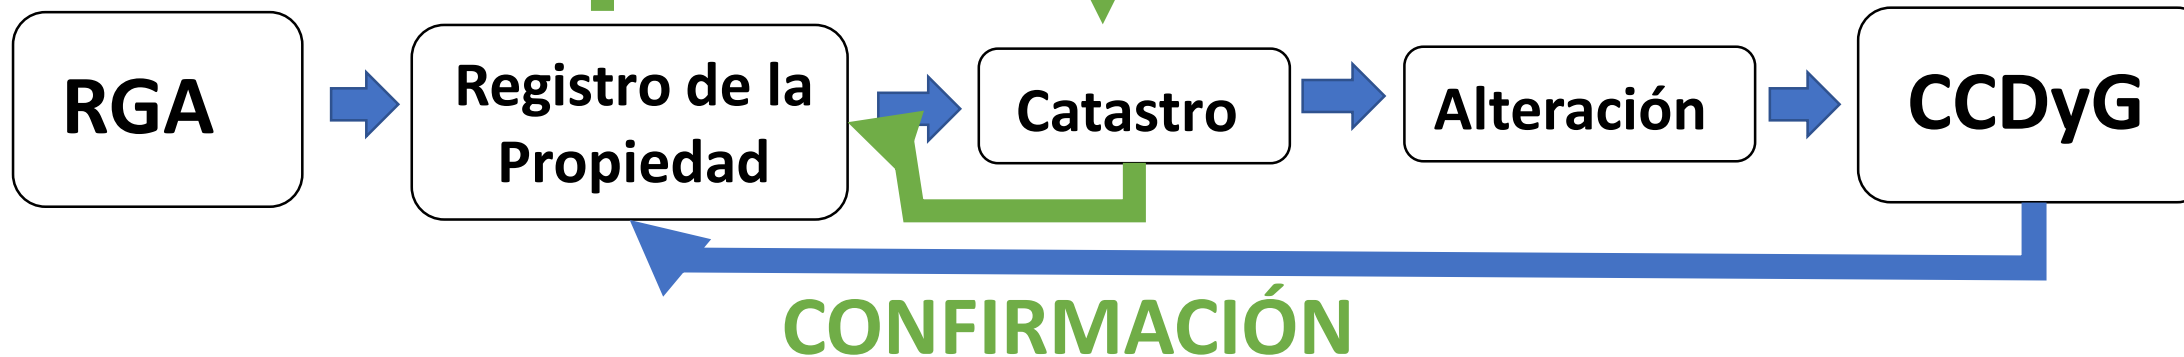 RGA
Registro de la
Propiedad
Catastro
Alteración
CCDyG
CONFIRMACIÓN